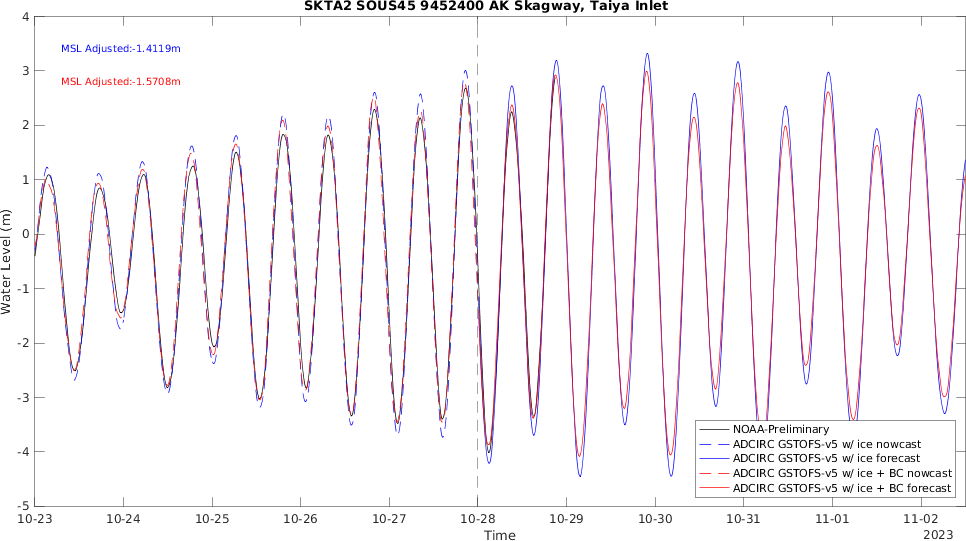 SKTA2 SOUS45 9452400 AK Skagway, Taiya Inlet
MSL Adjusted:-1.4119m
MSL Adjusted:-1.5708m
Water Level (m)
4
3
2
1
0
-1
-2
-3
-4
-5
NOAA-Preliminary
ADCIRC GSTOFS-v5 w/ ice nowcast
ADCIRC GSTOFS-v5 w/ ice forecast
ADCIRC GSTOFS-v5 w/ ice + BC nowcast
ADCIRC GSTOFS-v5 w/ ice + BC forecast
10-23 10-24 10-25 10-26 10-27 10-28 10-29 10-30 10-31 11-01 11-02
Time
2023